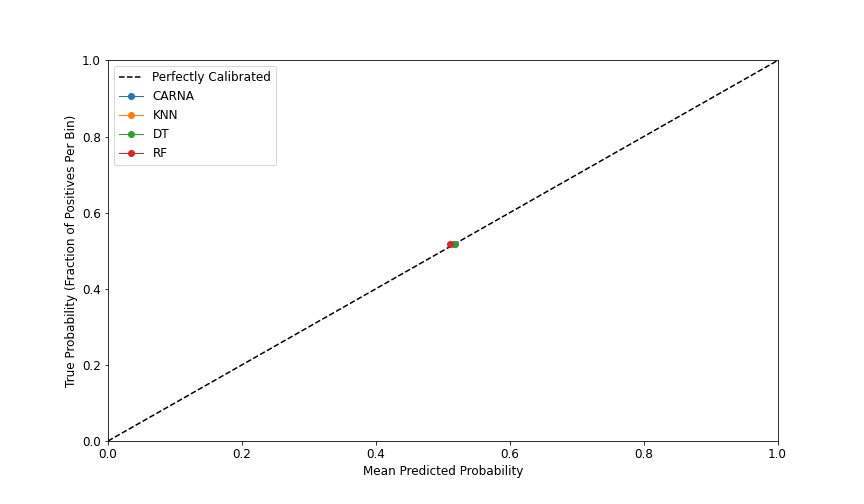 1.0
0.8
0.6
0.4
0.2
0.0
True Probability (Fraction of Positives Per Bin)
Perfectly Calibrated
CARNA
KNN
DT
RF
0.0 0.2 0.4 0.6 0.8 1.0
Mean Predicted Probability